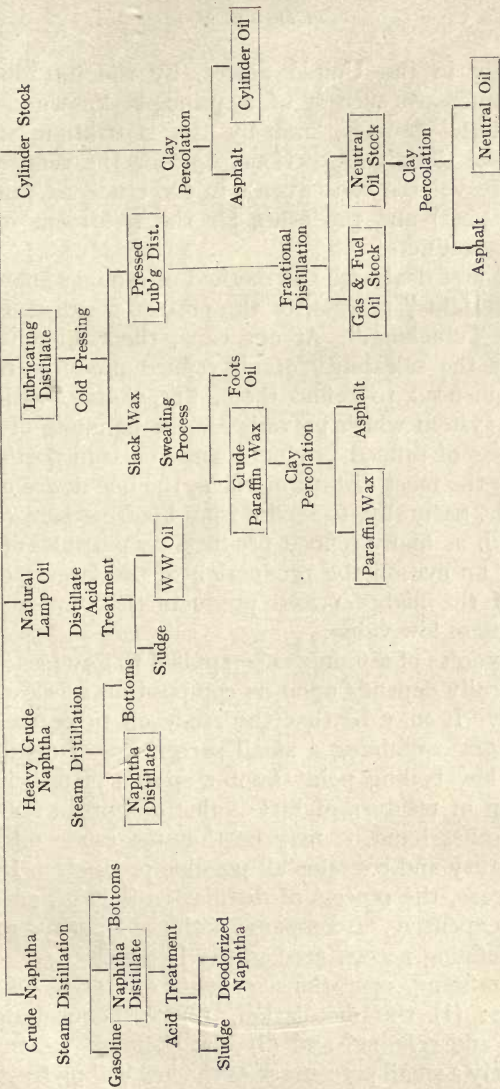 Crude Naphtha
Steam Distillation
Gasoline
Naphtha
Distillate
Bottoms
Acid Treatment
Sludge
Deodorized
Naphtha
Heavy Crude
Naphtha
Steam Distillation
Naphtha
Distillate
Bottoms
Natural
Lamp Oil
Distillate
Acid
Treatment
Sludge
W W Oil
Lubricating
Distillate
Cold Pressing
Slack Wax
Sweating
Process
Crude
Paraffin Wax
Foots
Oil
Clay
Percolation
Paraffin Wax
Asphalt
Pressed
Lub'g Dist.
Fractional
Distillation
Gas & Fuel
Oil Stock
Neutral
Oil Stock
Clay
Percolation
Asphalt
Neutral Oil
Cylinder Stock
Clay
Percolation
Asphalt
Cylinder Oil